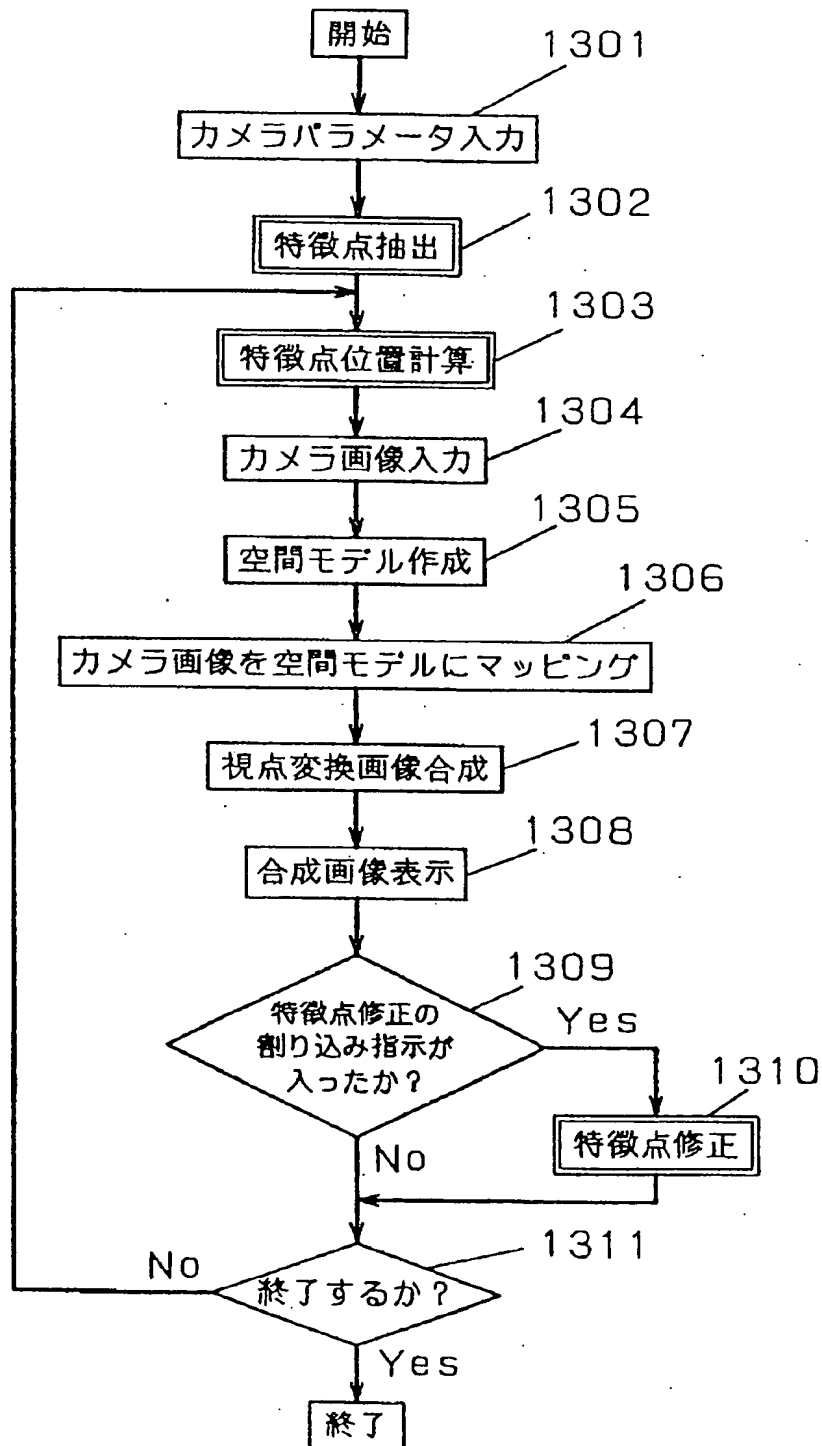 開始
1301
カメラパラメータ入力
1302
特徴点抽出
1303
特徴点位置計算
1304
カメラ画像入力
1305
空間モデル作成
1306
カメラ画像を空間モデルにマッピング
1307
視点変換画像合成
1308
合成画像表示
1309
特徴点修正の
割り込み指示が
入ったか?
Yes
1310
特徴点修正
No
1311
No
終了するか?
Yes
終了